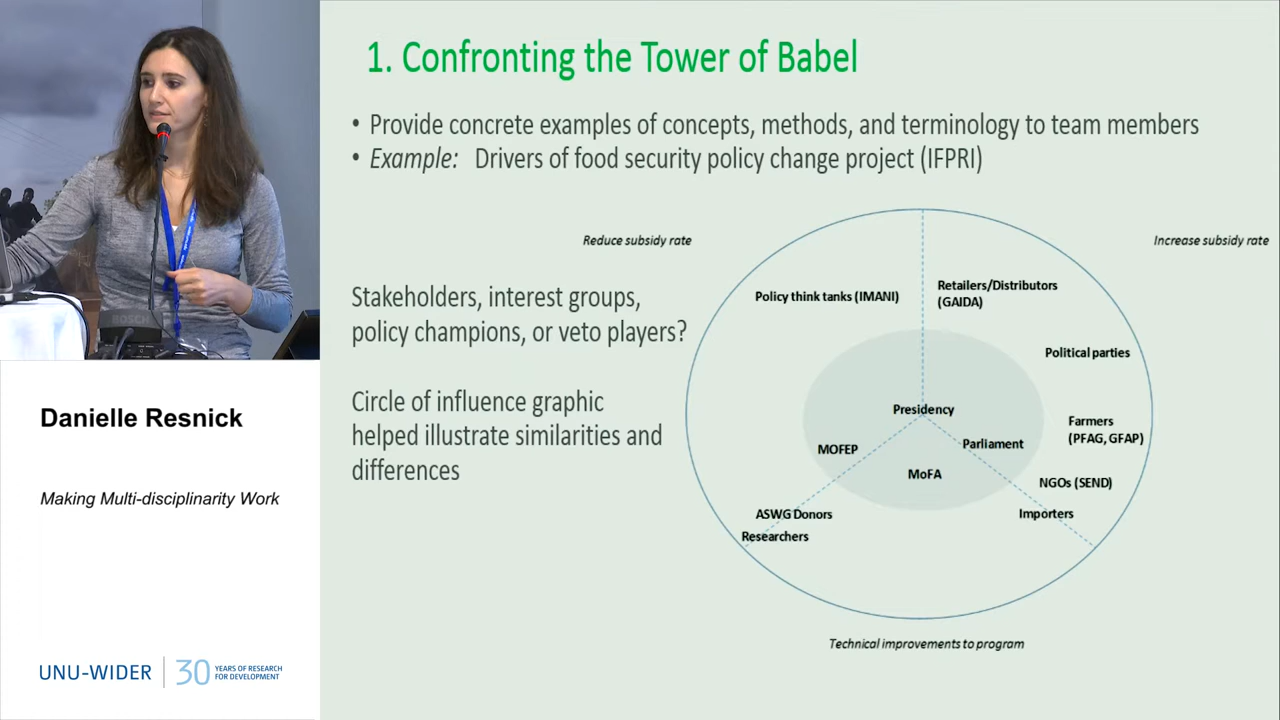 1. Confronting the Tower of Babel
• Provide concrete examples of concepts, methods, and terminology to team members
• Example: Drivers of food security policy change project (IFPRI)
Reduce subsidy rate
Increase subsidy rate
Stakeholders, interest groups,
policy champions, or veto players?
Circle of influence graphic
helped illustrate similarities and
differences
Policy think tanks (IMANI)
Retailers/Distributors
(GAIDA)
Political parties
Presidency
Farmers
(PFAG, GFAP)
MOFEP
Parliament
MoFA
NGOs (SEND)
ASWG Donors
Importers
Researchers
Technical improvements to program
BOSCH
Danielle Resnick
Making Multi-disciplinarity Work
UNU-WIDER
30
YEARS OF RESEARCH
FOR DEVELOPMENT